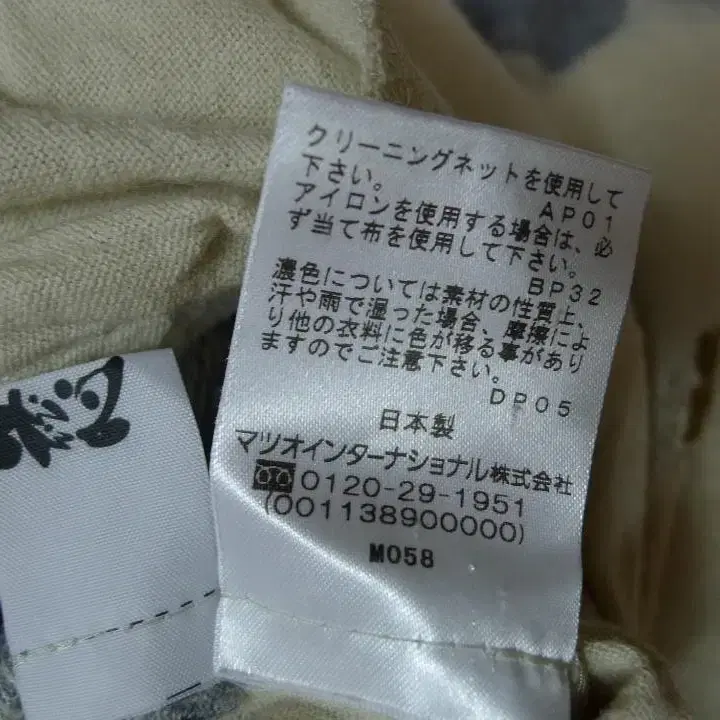 クリーニングネットを使用して
下さい。
AP01
アイロンを使用する場合は、必
ず当て布を使用して下さい。
BP32
濃色については素材の性質上、
汗や雨で湿った場合、摩擦によ
り他の衣料に色が移る事があり
ますのでご注意下さい。
DP05
日本製
マツオインターナショナル株式会社
0120-29-1951
(001138900000)
M058